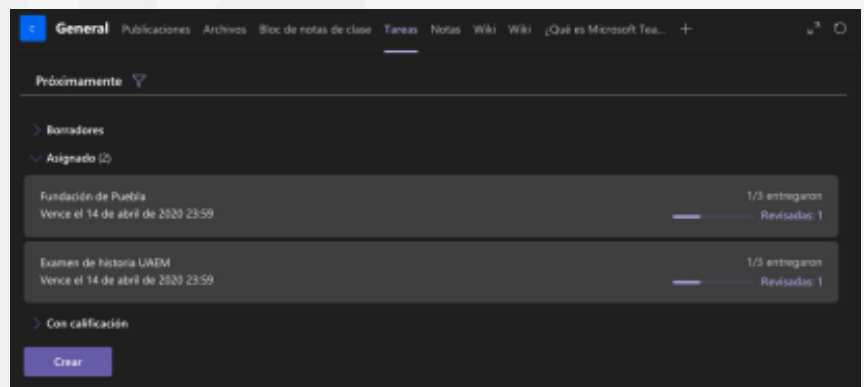 C General Publicaciones Archivos Bloc de notas de clase Tareas Notas Wiki Wiki ¿Qué es Microsoft Tea... +
Próximamente
Borradores
Asignado (2)
Fundación de Puebla 1/3 entregaron
Vence el 14 de abril de 2020 23:59 Revisadas: 1
Examen de historia UAEM 1/3 entregaron
Vence el 14 de abril de 2020 23:59 Revisadas: 1
Con calificación
Crear